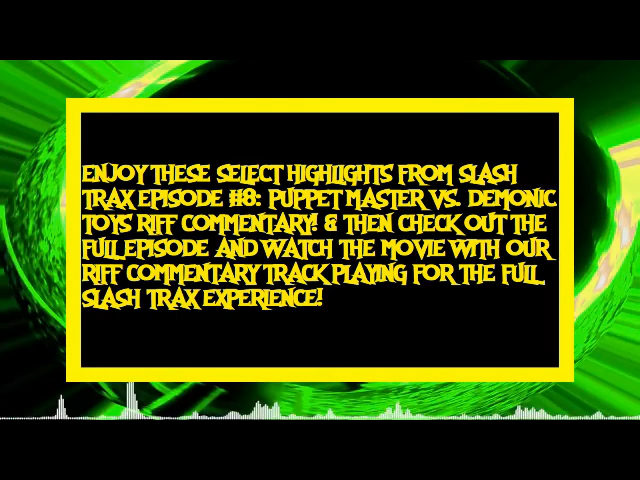 ENJOY THESE SELECT HIGHLIGHTS FROM SLASH
TRAX EPISODE #8: PUPPET MASTER VS. DEMONIC
TOYS RIFF COMMENTARY! & THEN CHECK OUT THE
FULL EPISODE AND WATCH THE MOVIE WITH OUR
RIFF COMMENTARY TRACK PLAYING FOR THE FULL
SLASH TRAX EXPERIENCE!